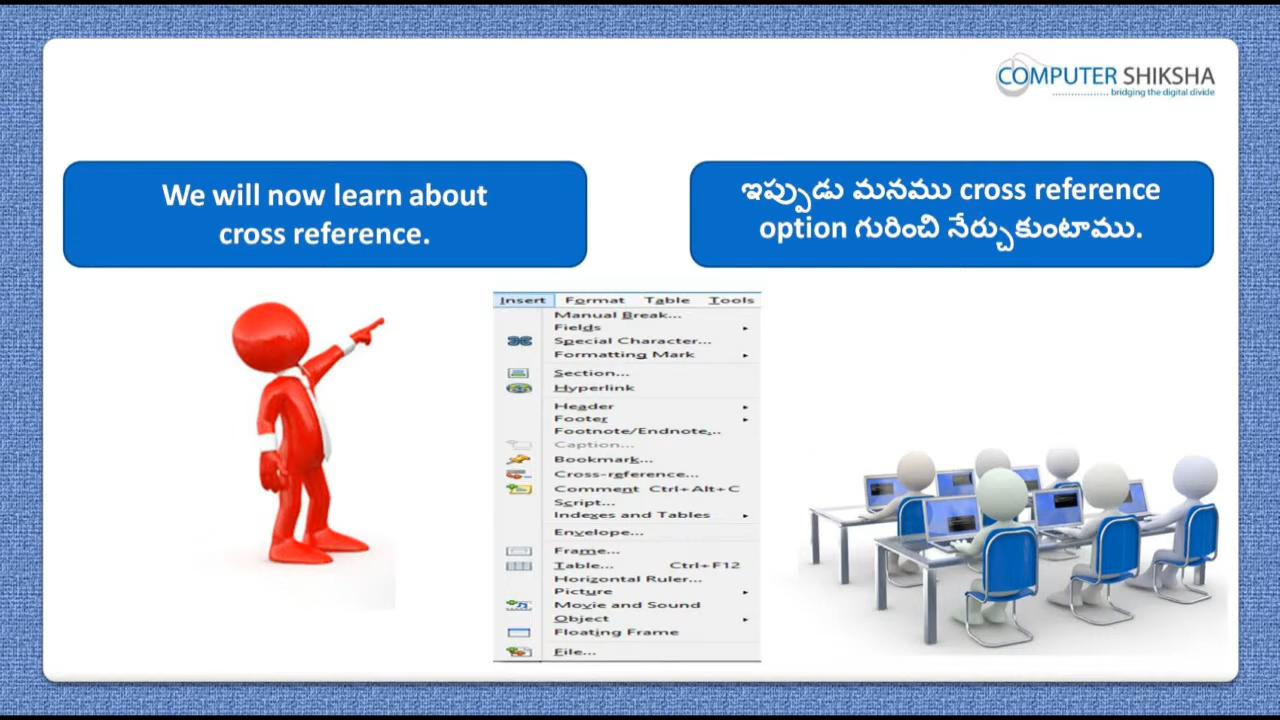 COMPUTER SHIKSHA
.................. bridging the digital divide
We will now learn about
cross reference.
ఇప్పుడు మనము cross reference
option గురించి నేర్చుకుంటాము.
Insert Format Table Tools
Manual Break...
Fields
Special Character...
Formatting Mark
Section...
Hyperlink
Header
Footer
Footnote/Endnote...
Caption...
Bookmark...
Cross-reference...
Comment Ctrl+Alt+C
Script...
Indexes and Tables
Envelope...
Frame...
Table... Ctrl+F12
Horizontal Ruler...
Picture
Movie and Sound
Object
Floating Frame
File...